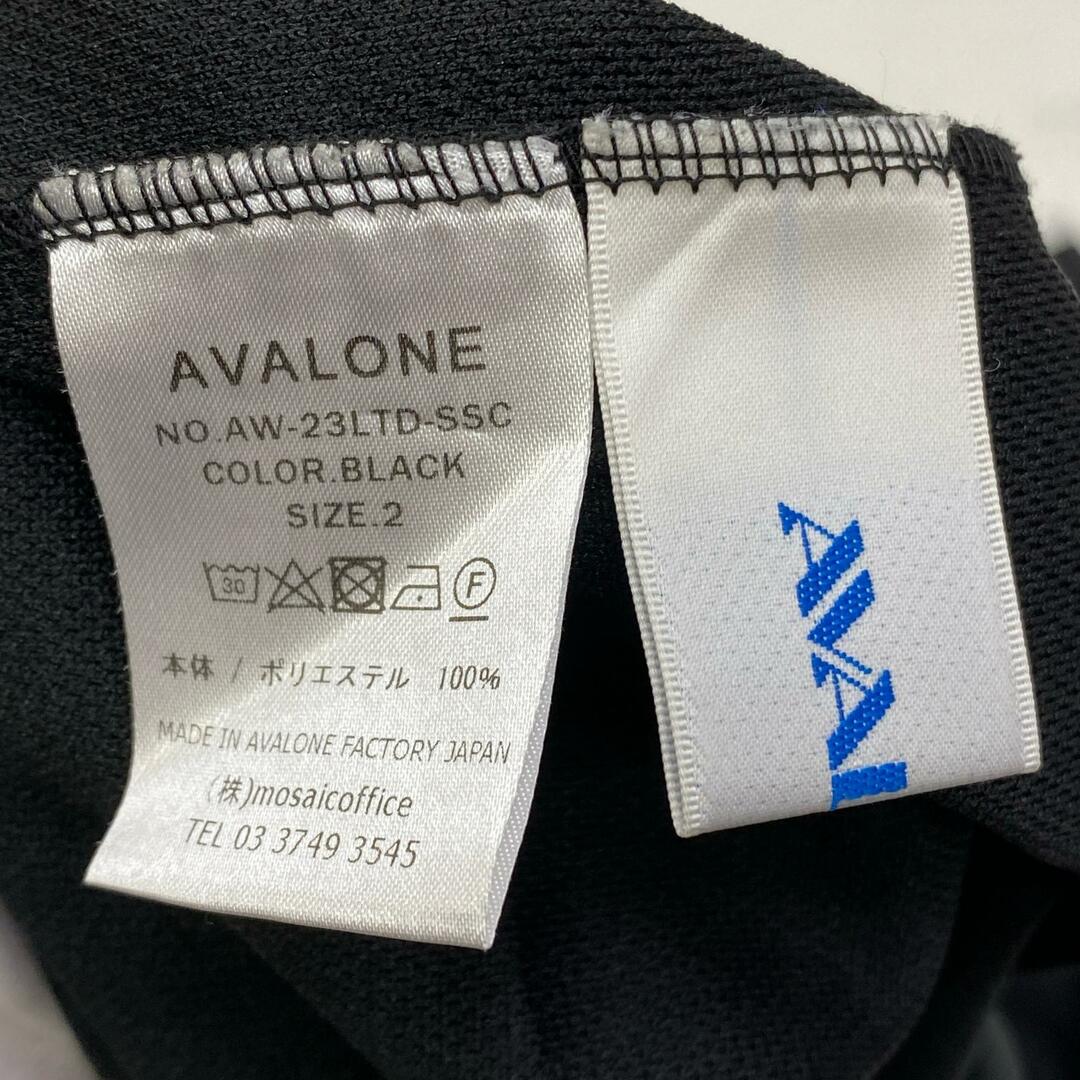 AVALONE
NO.AW-23LTD-SSC
COLOR.BLACK
SIZE.2
30 F
本体 / ポリエステル 100%
MADE IN AVALONE FACTORY JAPAN
(株)mosaicoffice
TEL 03 3749 3545
AVAL